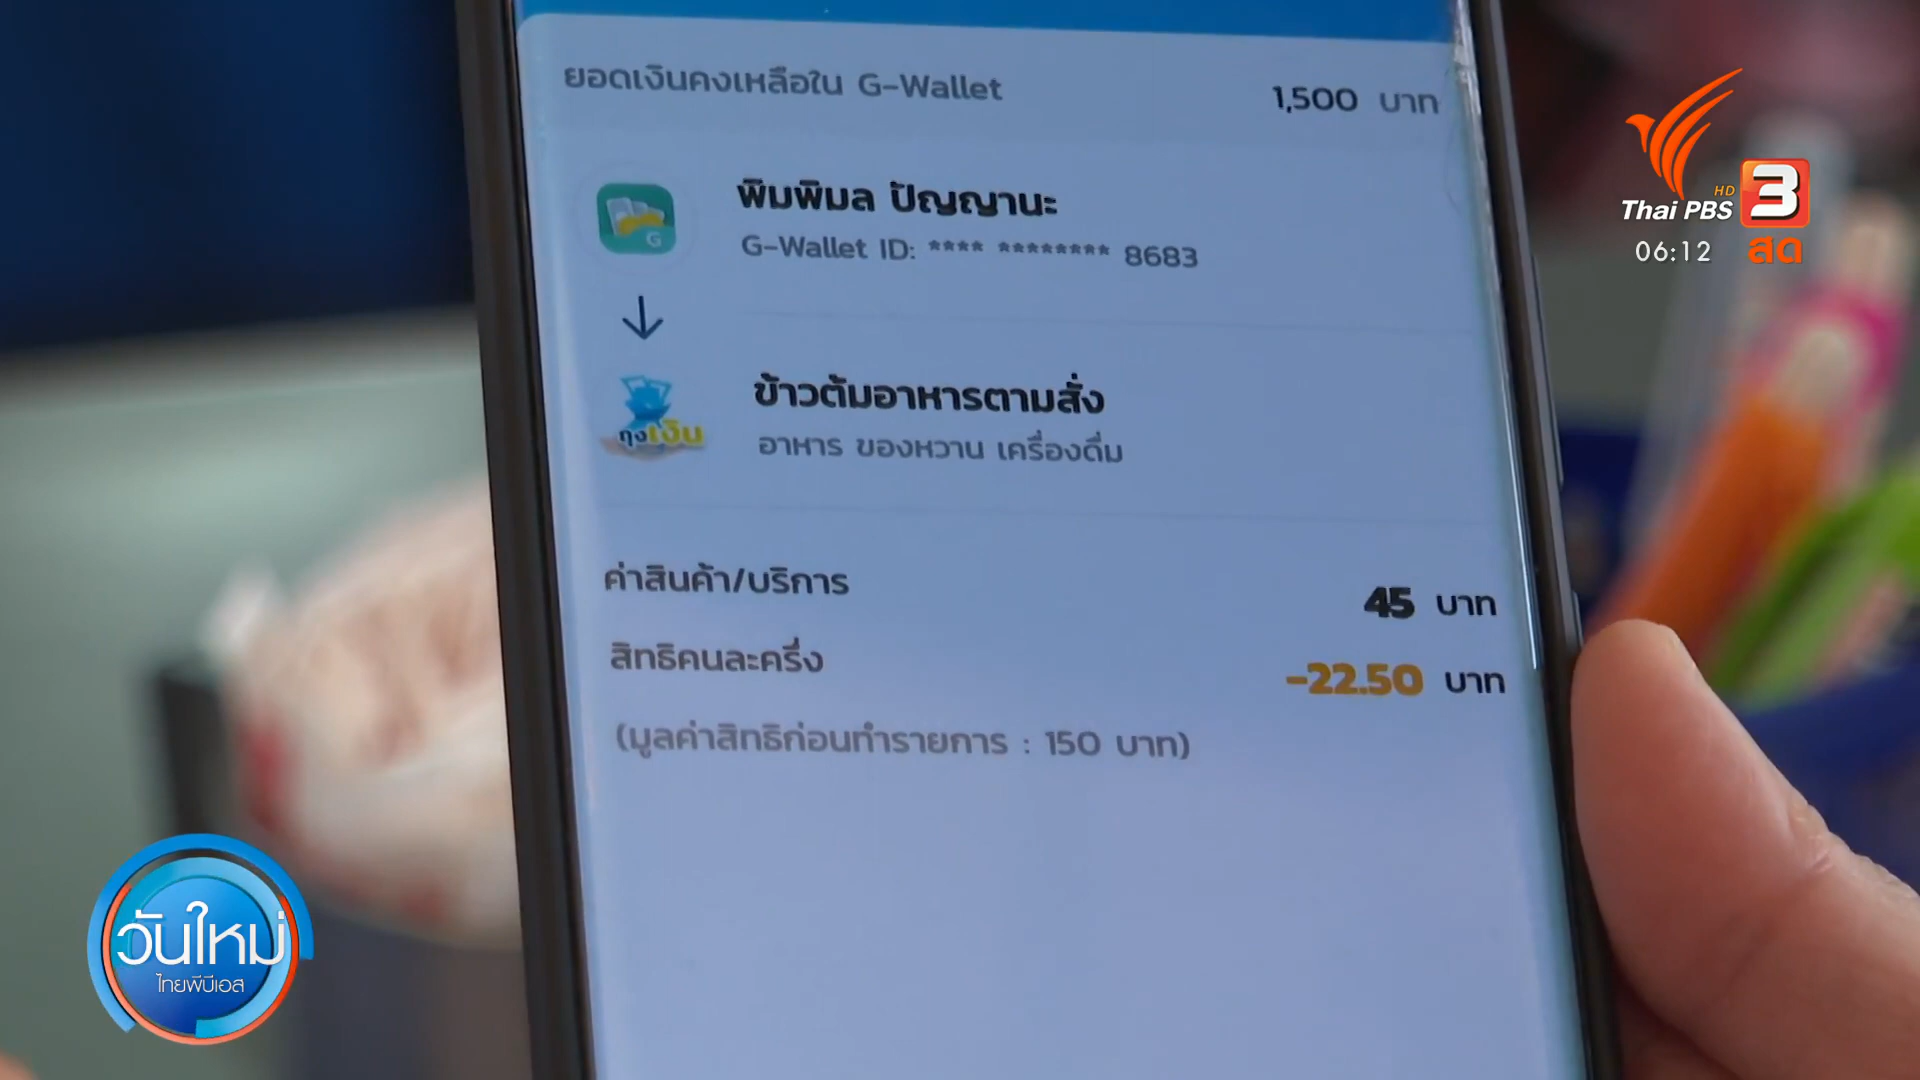 ยอดเงินคงเหลือใน G-Wallet 1,500 บาท
พิมพิมล ปัญญานะ
G-Wallet ID: **** ******** 8683
G
ข้าวต้มอาหารตามสั่ง
ถุงเงิน
อาหาร ของหวาน เครื่องดื่ม
ค่าสินค้า/บริการ 45 บาท
สิทธิคนละครึ่ง -22.50 บาท
(มูลค่าสิทธิก่อนทำรายการ : 150 บาท)
Thai PBS HD 3
06:12 สด
วันใหม่
ไทยพีบีเอส